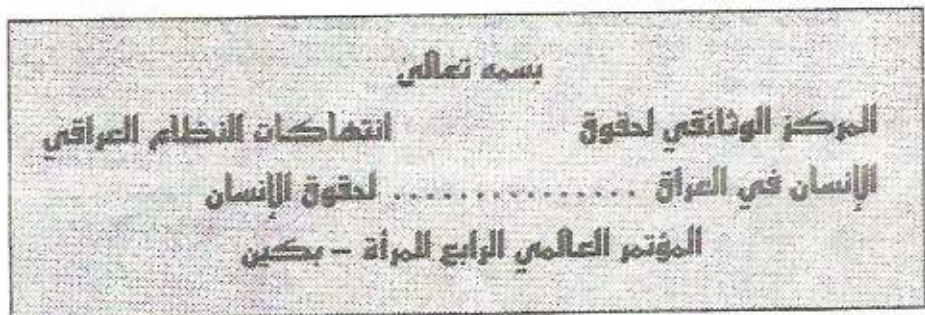 بسمه تعالى
المركز الوثائقي لحقوق انتهاكات النظام العراقي
الإنسان في العراق ............... لحقوق الإنسان
المؤتمر العالمي الرابع للمرأة – بكين